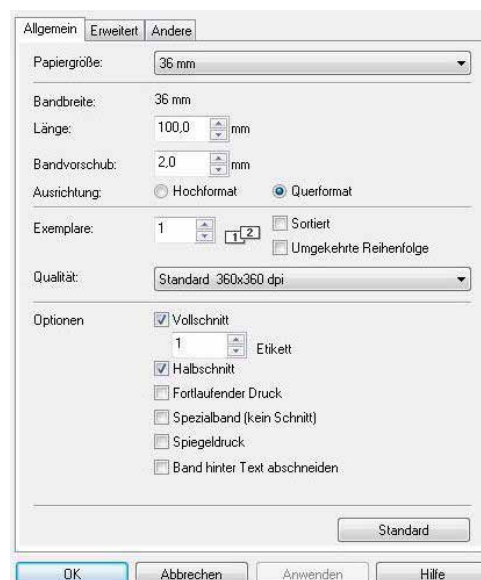 Allgemein Erweitert Andere
Papiergröße: 36 mm
Bandbreite: 36 mm
Länge: 100,0 mm
Bandvorschub: 2,0 mm
Ausrichtung: Hochformat Querformat
Exemplare: 1 1 2 Sortiert
Umgekehrte Reihenfolge
Qualität: Standard 360x360 dpi
Optionen Vollschnitt
1 Etikett
Halbschnitt
Fortlaufender Druck
Spezialband (kein Schnitt)
Spiegeldruck
Band hinter Text abschneiden
Standard
OK Abbrechen Anwenden Hilfe